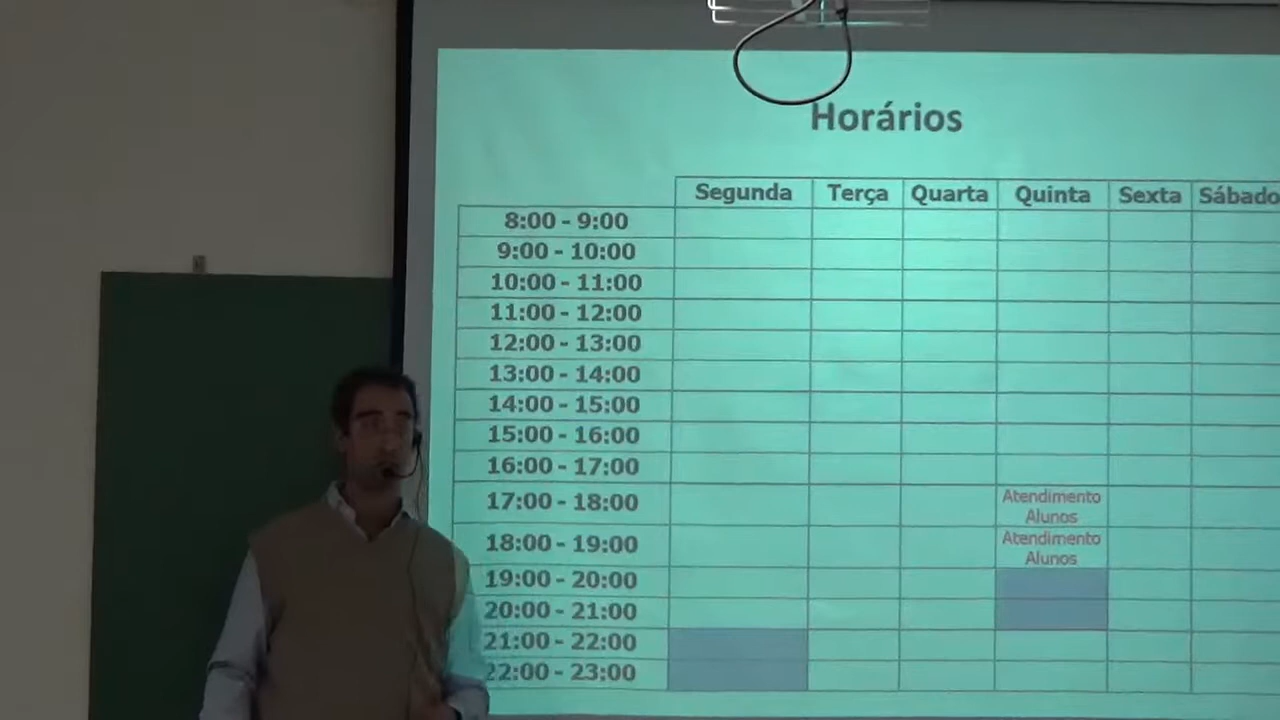 Horários
Segunda Terça Quarta Quinta Sexta Sábado
8:00 - 9:00
9:00 - 10:00
10:00 - 11:00
11:00 - 12:00
12:00 - 13:00
13:00 - 14:00
14:00 - 15:00
15:00 - 16:00
16:00 - 17:00
17:00 - 18:00 Atendimento
Alunos
18:00 - 19:00 Atendimento
Alunos
19:00 - 20:00
20:00 - 21:00
21:00 - 22:00
22:00 - 23:00